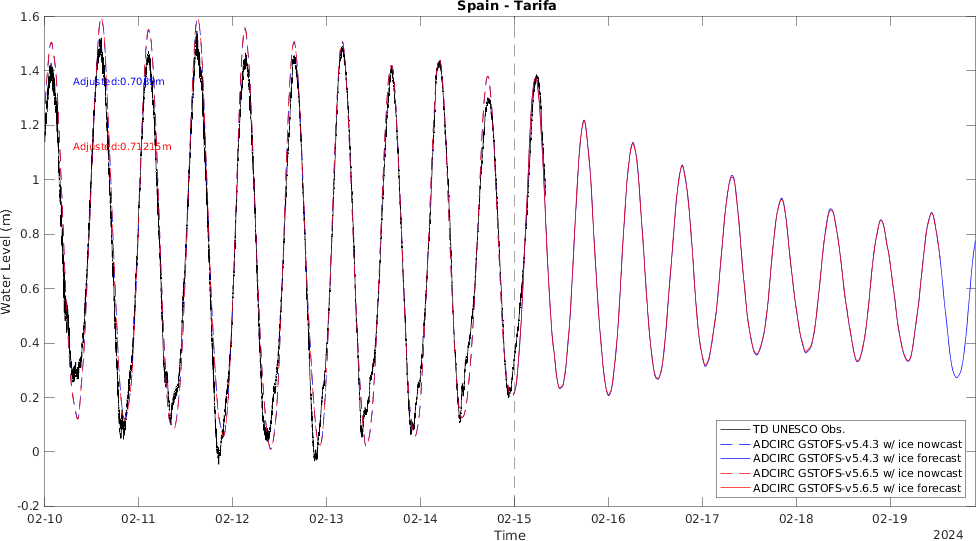 Spain - Tarifa
1.6
1.4
1.2
1
0.8
0.6
0.4
0.2
0
-0.2
Water Level (m)
Adjusted:0.7089m
Adjusted:0.71215m
TD UNESCO Obs.
ADCIRC GSTOFS-v5.4.3 w/ ice nowcast
ADCIRC GSTOFS-v5.4.3 w/ ice forecast
ADCIRC GSTOFS-v5.6.5 w/ ice nowcast
ADCIRC GSTOFS-v5.6.5 w/ ice forecast
02-10 02-11 02-12 02-13 02-14 02-15 02-16 02-17 02-18 02-19
Time
2024